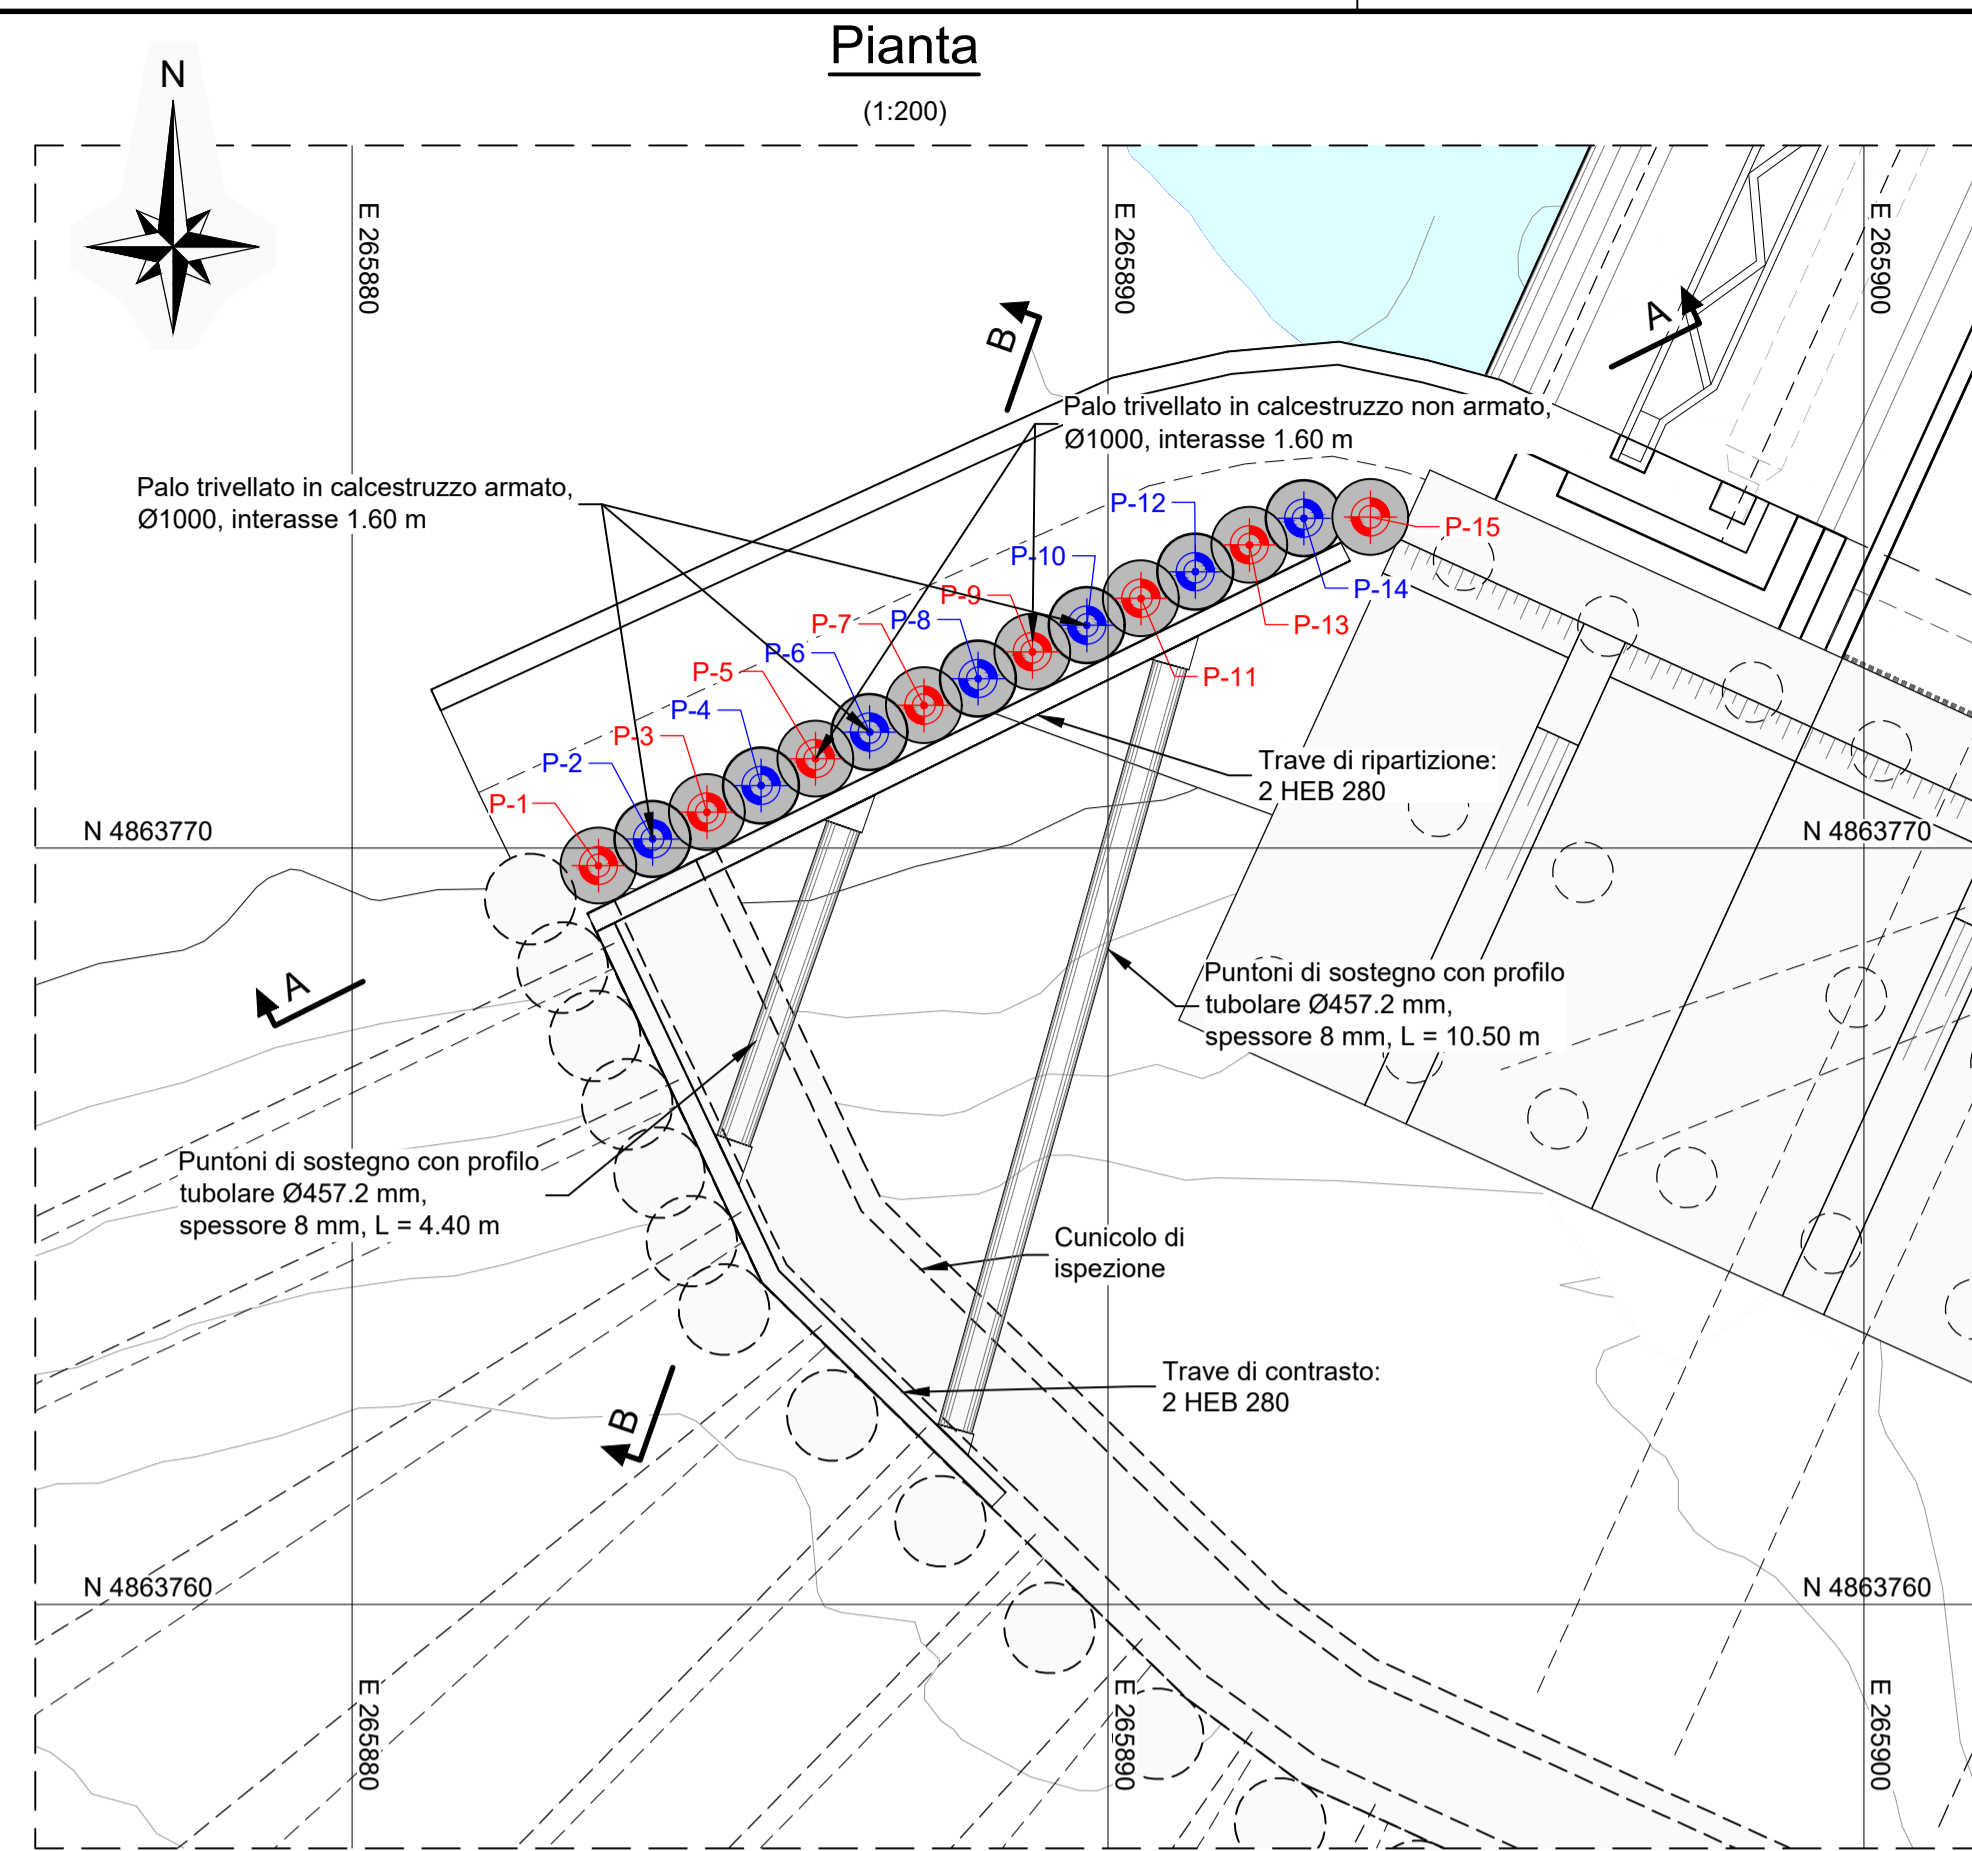 Pianta
(1:200)
N
E 265880
E 265890
E 265900
B
A
Palo trivellato in calcestruzzo non armato,
Ø1000, interasse 1.60 m
Palo trivellato in calcestruzzo armato,
Ø1000, interasse 1.60 m
P-12
P-15
P-10
P-14
P-9
P-8
P-7
P-13
P-6
P-5
P-11
P-4
P-3
P-2
P-1
Trave di ripartizione:
2 HEB 280
N 4863770
N 4863770
A
Puntoni di sostegno con profilo
tubolare Ø457.2 mm,
spessore 8 mm, L = 10.50 m
Puntoni di sostegno con profilo
tubolare Ø457.2 mm,
spessore 8 mm, L = 4.40 m
Cunicolo di
ispezione
Trave di contrasto:
2 HEB 280
B
N 4863760
N 4863760
E 265880
E 265890
E 265900